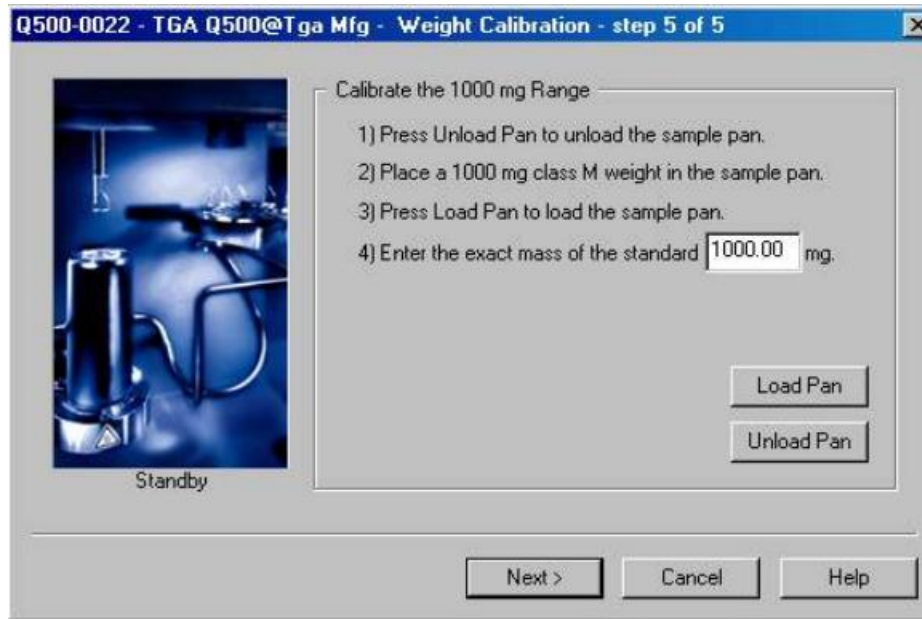 Q500-0022 - TGA Q500@Tga Mfg - Weight Calibration - step 5 of 5
Calibrate the 1000 mg Range
1) Press Unload Pan to unload the sample pan.
2) Place a 1000 mg class M weight in the sample pan.
3) Press Load Pan to load the sample pan.
4) Enter the exact mass of the standard 1000.00 mg.
Load Pan
Unload Pan
Standby
Next >
Cancel
Help